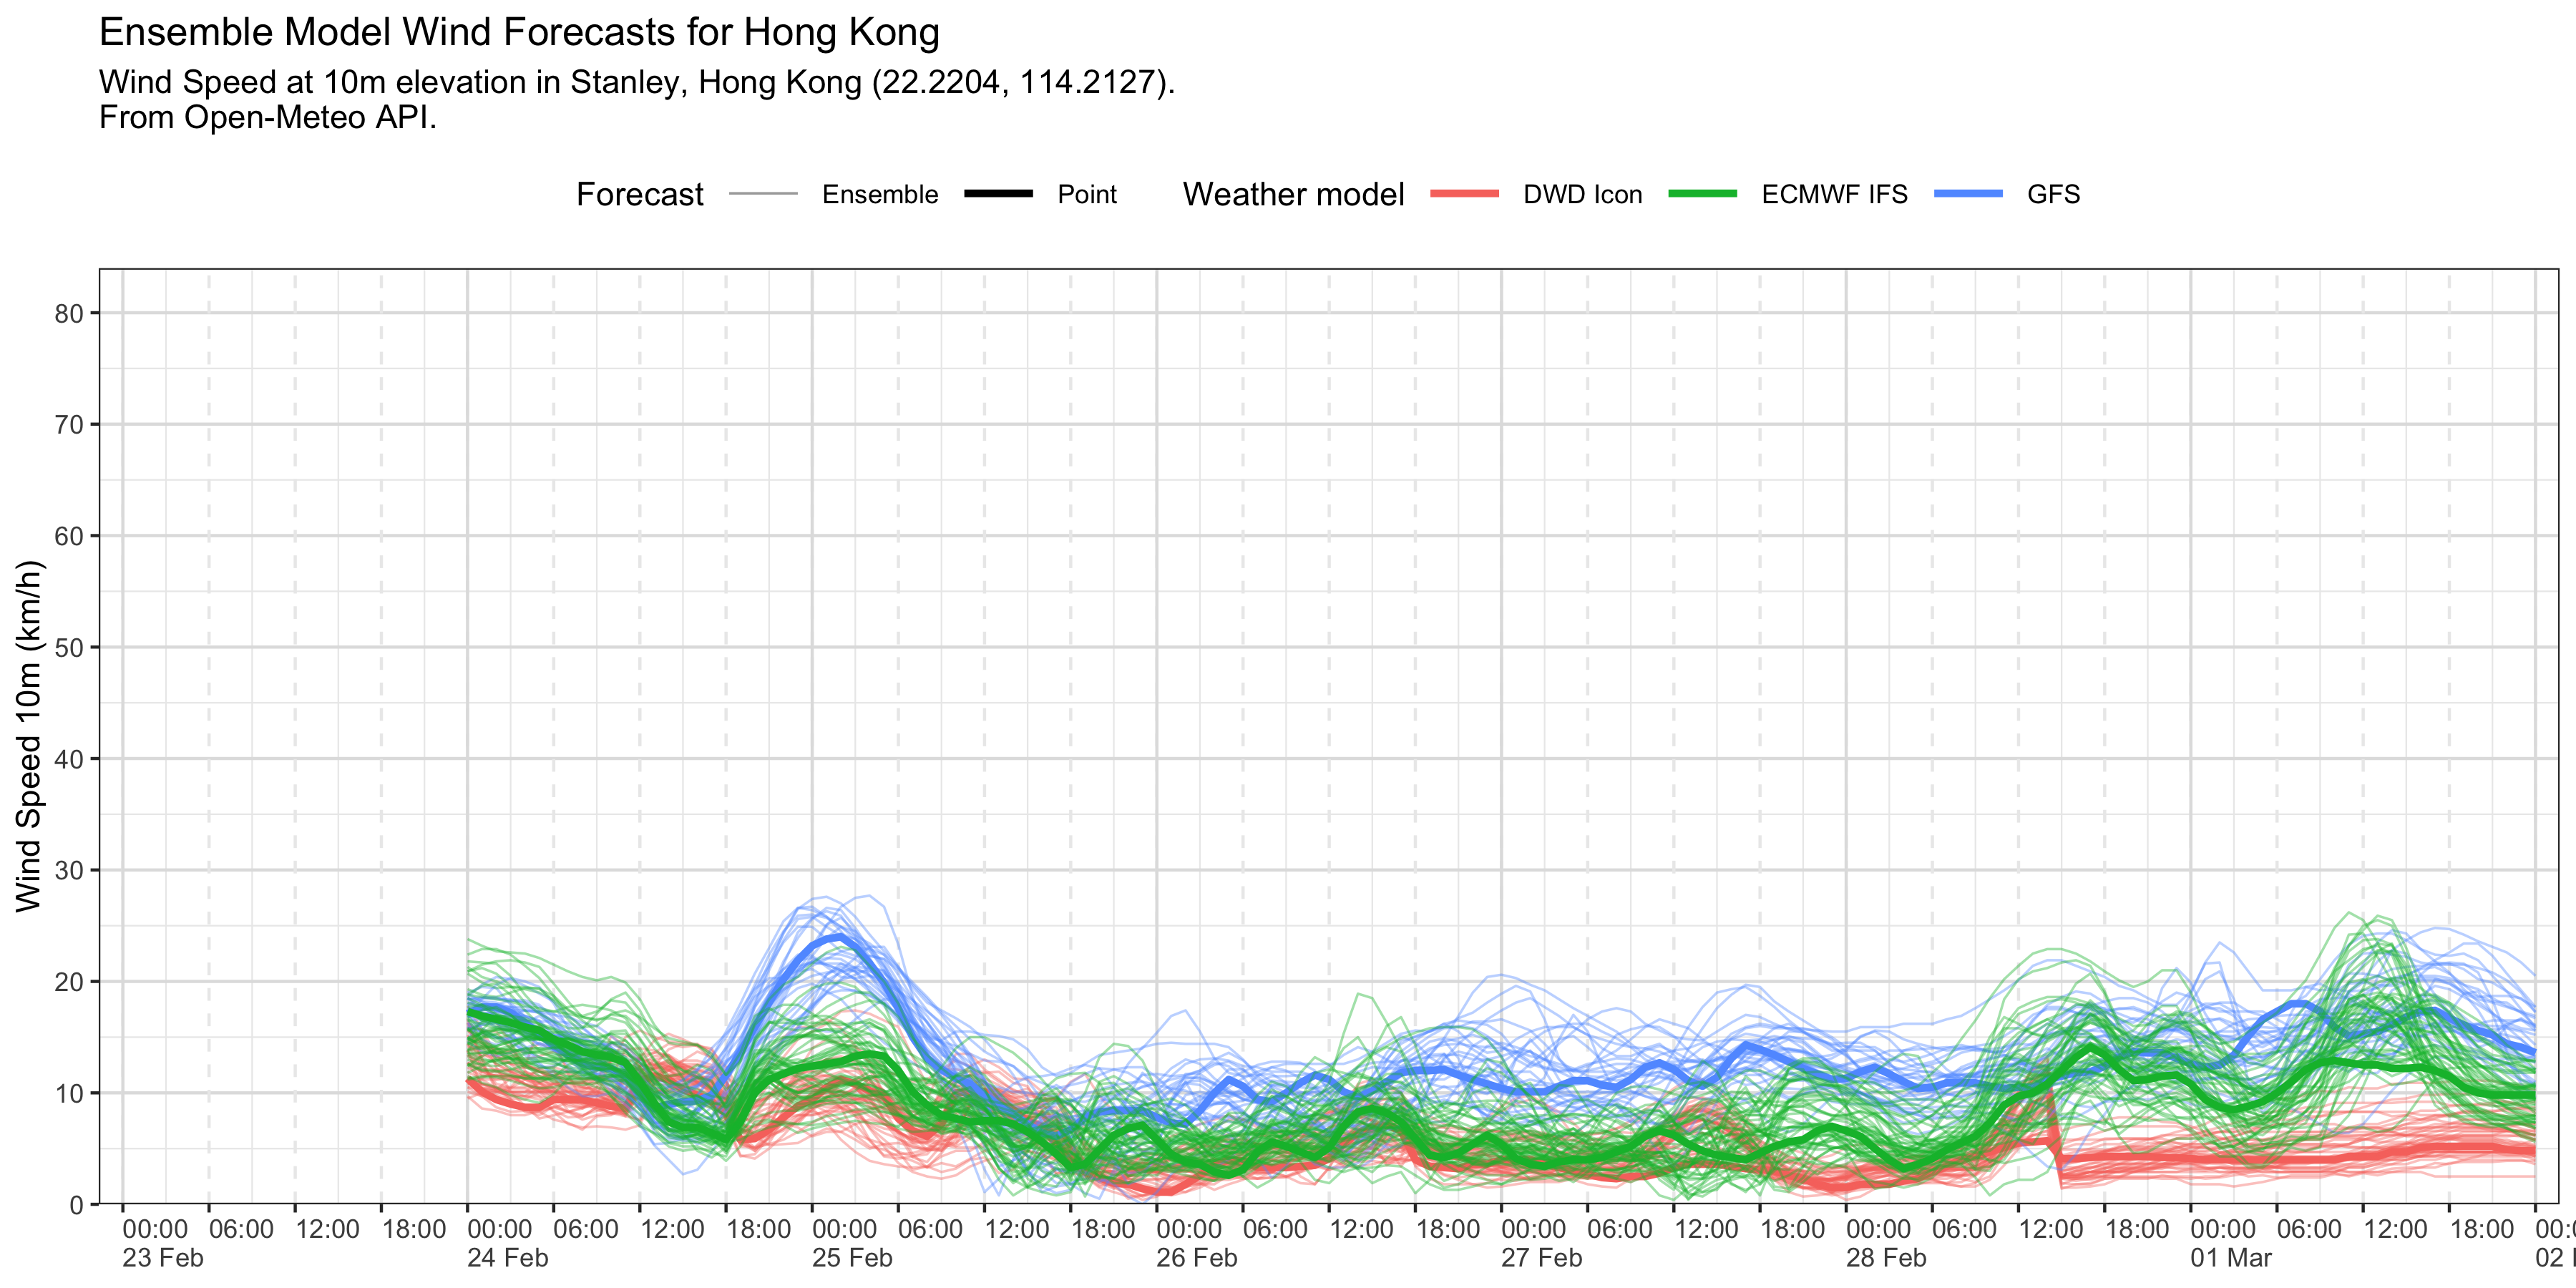 Ensemble Model Wind Forecasts for Hong Kong
Wind Speed at 10m elevation in Stanley, Hong Kong (22.2204, 114.2127).
From Open-Meteo API.
Forecast Ensemble Point Weather model DWD Icon ECMWF IFS GFS
Wind Speed 10m (km/h)
80
70
60
50
40
30
20
10
0
00:00 06:00 12:00 18:00 00:00 06:00 12:00 18:00 00:00 06:00 12:00 18:00 00:00 06:00 12:00 18:00 00:00 06:00 12:00 18:00 00:00 06:00 12:00 18:00 00:00 06:00 12:00 18:00
23 Feb 24 Feb 25 Feb 26 Feb 27 Feb 28 Feb 01 Mar 02